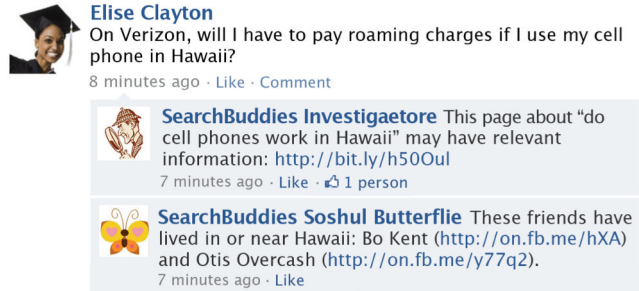 Elise Clayton
On Verizon, will I have to pay roaming charges if I use my cell
phone in Hawaii?
8 minutes ago · Like · Comment
SearchBuddies Investigaetore This page about “do
cell phones work in Hawaii” may have relevant
information: http://bit.ly/h50Oul
7 minutes ago · Like · 1 person
SearchBuddies Soshul Butterflie These friends have
lived in or near Hawaii: Bo Kent (http://on.fb.me/hXA)
and Otis Overcash (http://on.fb.me/y77q2).
7 minutes ago · Like